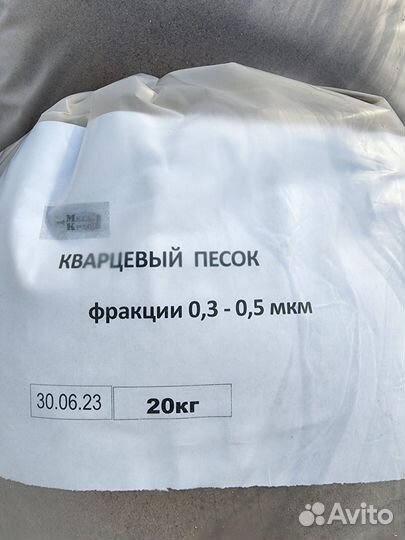 КВАРЦЕВЫЙ ПЕСОК
фракции 0,3 - 0,5 мкм
30.06.23 20кг
Avito